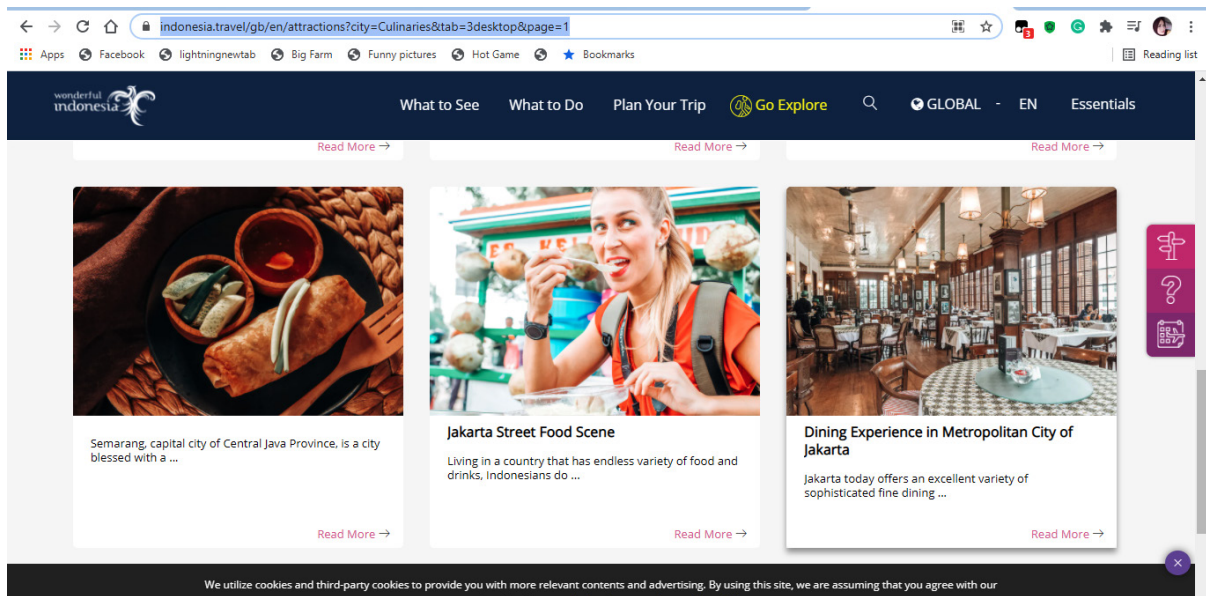 indonesia.travel/gb/en/attractions?city=Culinaries&tab=3desktop&page=1
3
Apps Facebook lightningnewtab Big Farm Funny pictures Hot Game Bookmarks Reading list
wonderful indonesia What to See What to Do Plan Your Trip Go Explore GLOBAL - EN Essentials
Read More → Read More → Read More →
Semarang, capital city of Central Java Province, is a city
blessed with a ...
Read More →
Jakarta Street Food Scene
Living in a country that has endless variety of food and
drinks, Indonesians do ...
Read More →
Dining Experience in Metropolitan City of
Jakarta
Jakarta today offers an excellent variety of
sophisticated fine dining ...
Read More →
We utilize cookies and third-party cookies to provide you with more relevant contents and advertising. By using this site, we are assuming that you agree with our